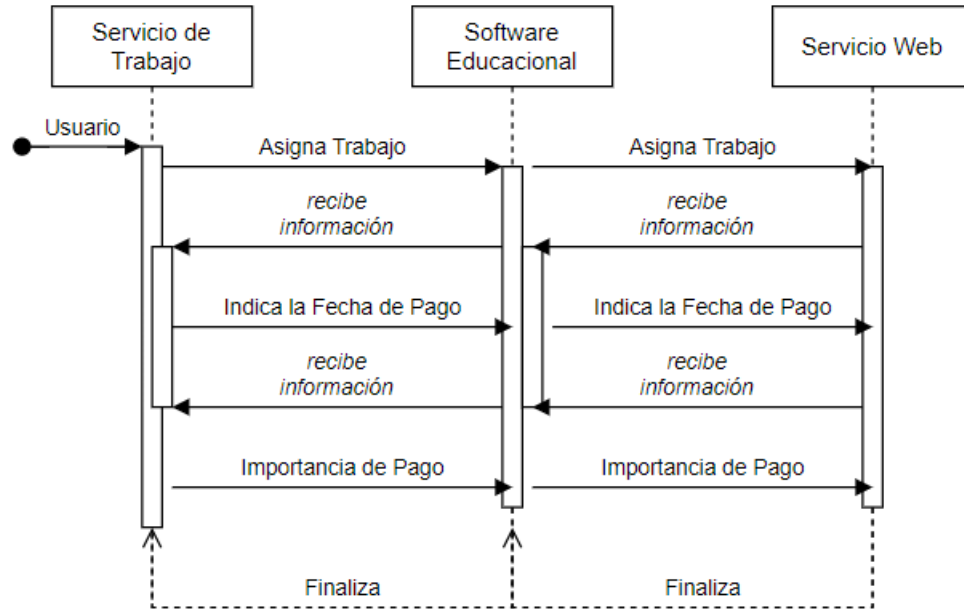 Servicio de
Trabajo
Software
Educacional
Servicio Web
Usuario
Asigna Trabajo
Asigna Trabajo
recibe
información
recibe
información
Indica la Fecha de Pago
Indica la Fecha de Pago
recibe
información
recibe
información
Importancia de Pago
Importancia de Pago
Finaliza
Finaliza